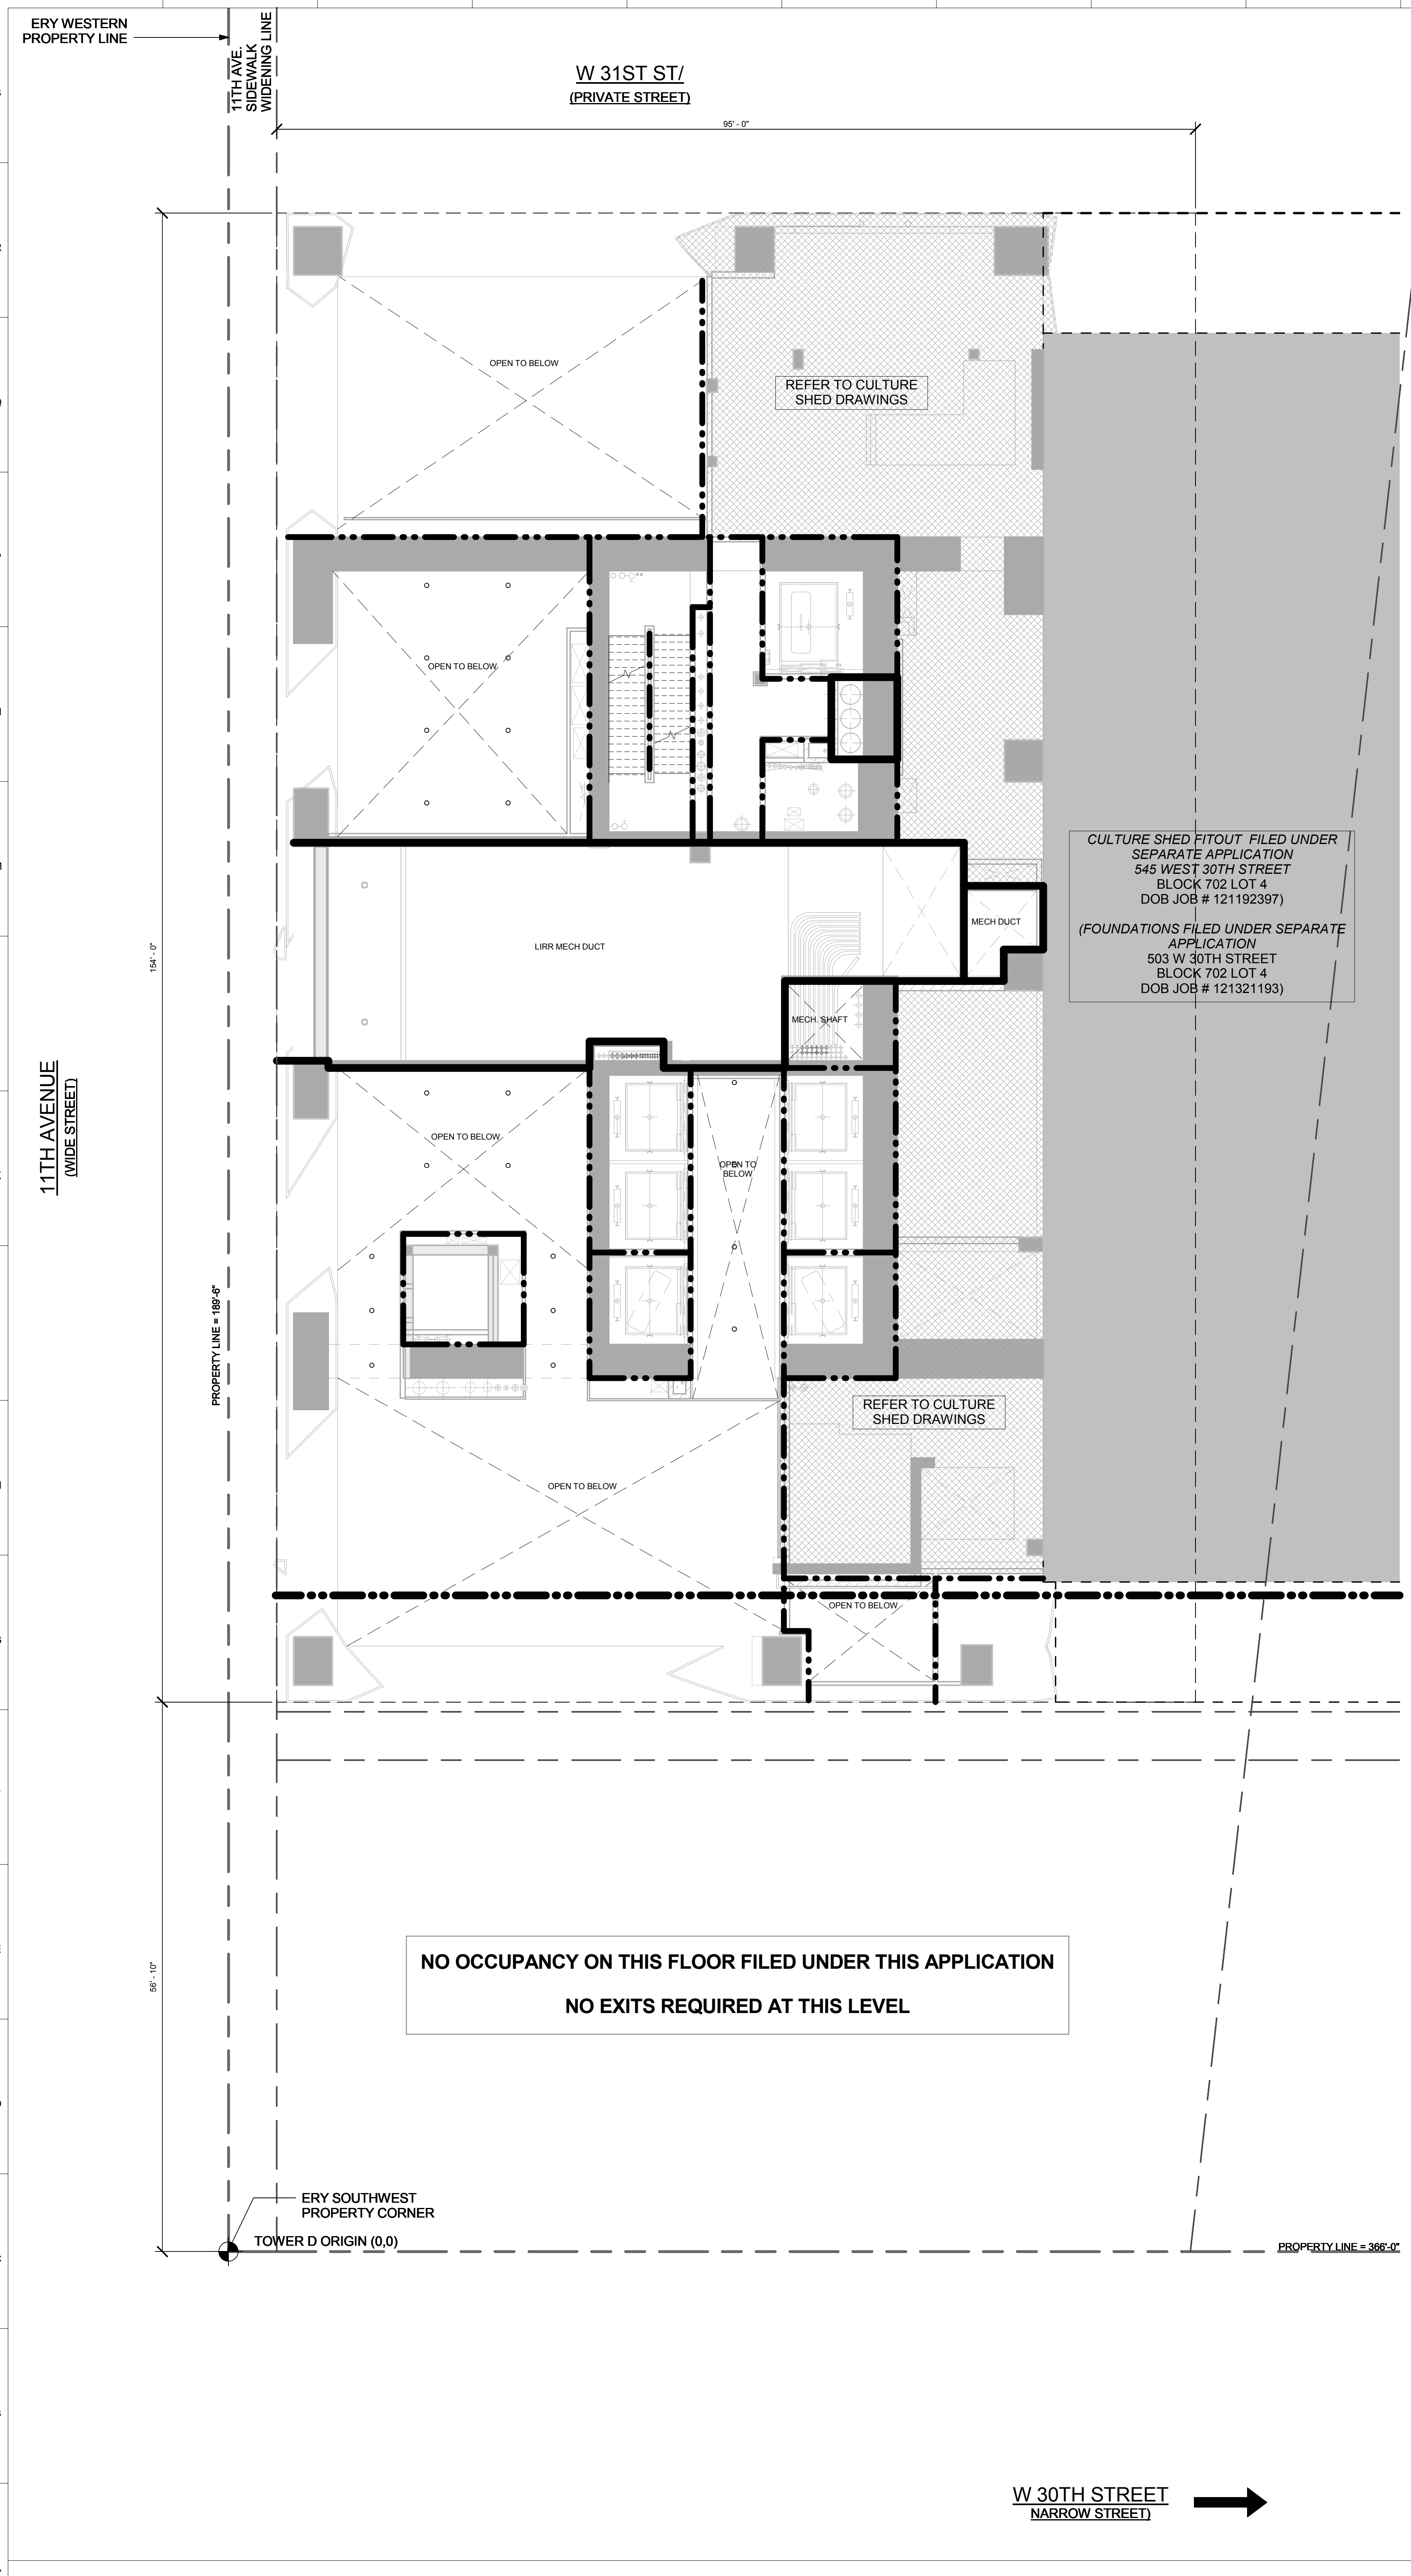 ERY WESTERN
PROPERTY LINE
11TH AVE.
SIDEWALK
WIDENING LINE
W 31ST ST/
(PRIVATE STREET)
95' - 0"
OPEN TO BELOW
REFER TO CULTURE
SHED DRAWINGS
OPEN TO BELOW
CULTURE SHED FITOUT FILED UNDER
SEPARATE APPLICATION
545 WEST 30TH STREET
BLOCK 702 LOT 4
DOB JOB # 121192397)
(FOUNDATIONS FILED UNDER SEPARATE
APPLICATION
503 W 30TH STREET
BLOCK 702 LOT 4
DOB JOB # 121321193)
MECH DUCT
LIRR MECH DUCT
154' - 0"
MECH. SHAFT
11TH AVENUE
(WIDE STREET)
OPEN TO BELOW
OPEN TO
BELOW
PROPERTY LINE = 189'-6"
REFER TO CULTURE
SHED DRAWINGS
OPEN TO BELOW
OPEN TO BELOW
NO OCCUPANCY ON THIS FLOOR FILED UNDER THIS APPLICATION
NO EXITS REQUIRED AT THIS LEVEL
56' - 10"
ERY SOUTHWEST
PROPERTY CORNER
TOWER D ORIGIN (0,0)
PROPERTY LINE = 366'-0"
W 30TH STREET
NARROW STREET)